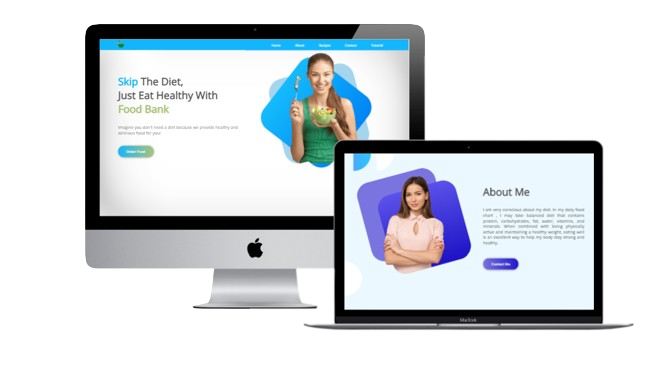 Home About Recipes Contact Tutorial
Skip The Diet,
Just Eat Healthy With
Food Bank
Imagine you don't need a diet because we provide healthy and
delicious food for you!
Order Food
About Me
I am very conscious about my diet. In my daily food
chart , I may take balanced diet that contains
protein, carbohydrates, fat, water, vitamins, and
minerals. When combined with being physically
active and maintaining a healthy weight, eating well
is an excellent way to help my body stay strong and
healthy.
Contact Me
MacBook